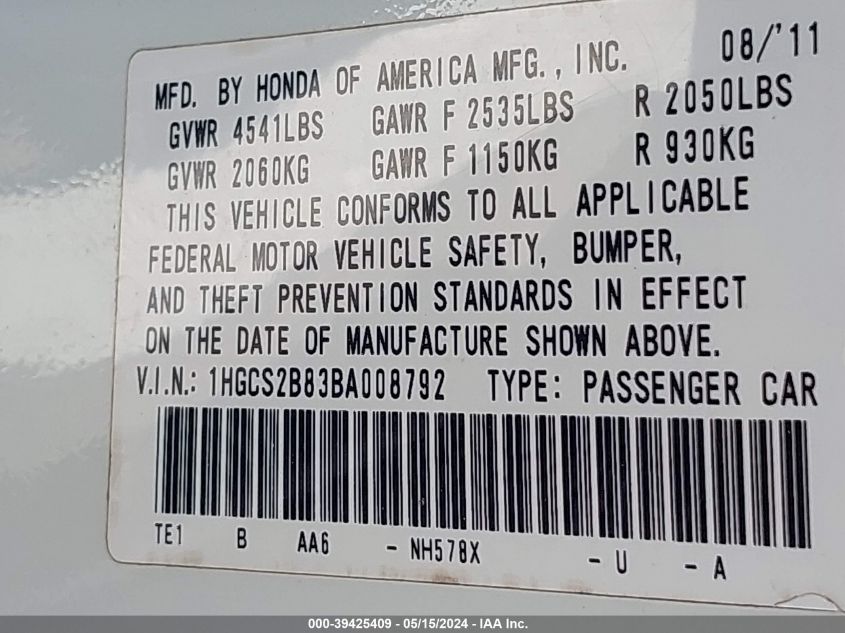 08/'11
MFD. BY HONDA OF AMERICA MFG., INC.
GVWR 4541LBS GAWR F 2535LBS R 2050LBS
GVWR 2060KG GAWR F 1150KG R 930KG
THIS VEHICLE CONFORMS TO ALL APPLICABLE
FEDERAL MOTOR VEHICLE SAFETY, BUMPER,
AND THEFT PREVENTION STANDARDS IN EFFECT
ON THE DATE OF MANUFACTURE SHOWN ABOVE.
V.I.N.: 1HGCS2B83BA008792 TYPE: PASSENGER CAR
TE1 B AA6 - NH578X - U - A
000-39425409 - 05/15/2024 - IAA Inc.